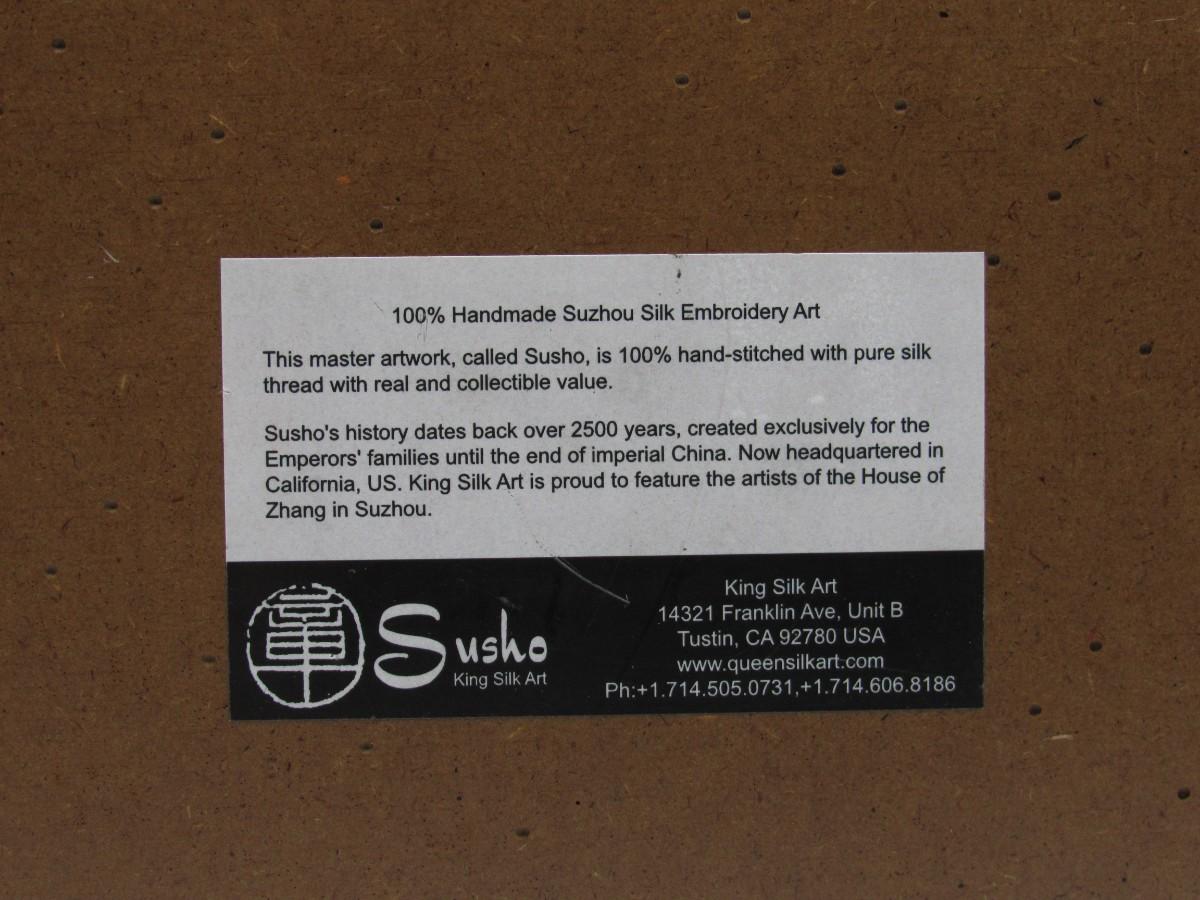 100% Handmade Suzhou Silk Embroidery Art
This master artwork, called Susho, is 100% hand-stitched with pure silk
thread with real and collectible value.
Susho's history dates back over 2500 years, created exclusively for the
Emperors' families until the end of imperial China. Now headquartered in
California, US. King Silk Art is proud to feature the artists of the House of
Zhang in Suzhou.
章
Susho
King Silk Art
King Silk Art
14321 Franklin Ave, Unit B
Tustin, CA 92780 USA
www.queensilkart.com
Ph:+1.714.505.0731,+1.714.606.8186